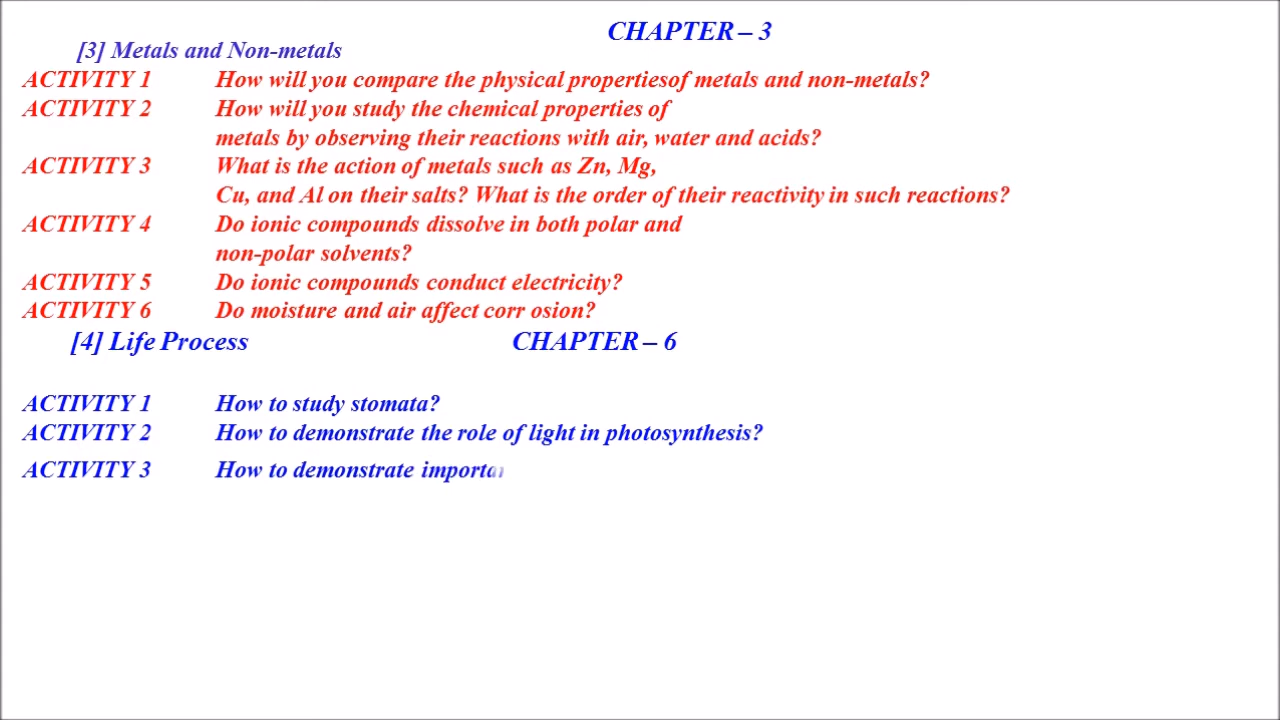 CHAPTER – 3
[3] Metals and Non-metals
ACTIVITY 1 How will you compare the physical propertiesof metals and non-metals?
ACTIVITY 2 How will you study the chemical properties of
metals by observing their reactions with air, water and acids?
ACTIVITY 3 What is the action of metals such as Zn, Mg,
Cu, and Al on their salts? What is the order of their reactivity in such reactions?
ACTIVITY 4 Do ionic compounds dissolve in both polar and
non-polar solvents?
ACTIVITY 5 Do ionic compounds conduct electricity?
ACTIVITY 6 Do moisture and air affect corr osion?
[4] Life Process CHAPTER – 6
ACTIVITY 1 How to study stomata?
ACTIVITY 2 How to demonstrate the role of light in photosynthesis?
ACTIVITY 3 How to demonstrate